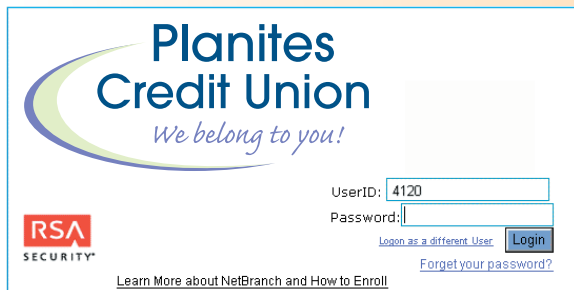 Planites
Credit Union
We belong to you!
UserID: 4120
Password:
RSA
SECURITY
Logon as a different User Login
Forget your password?
Learn More about NetBranch and How to Enroll